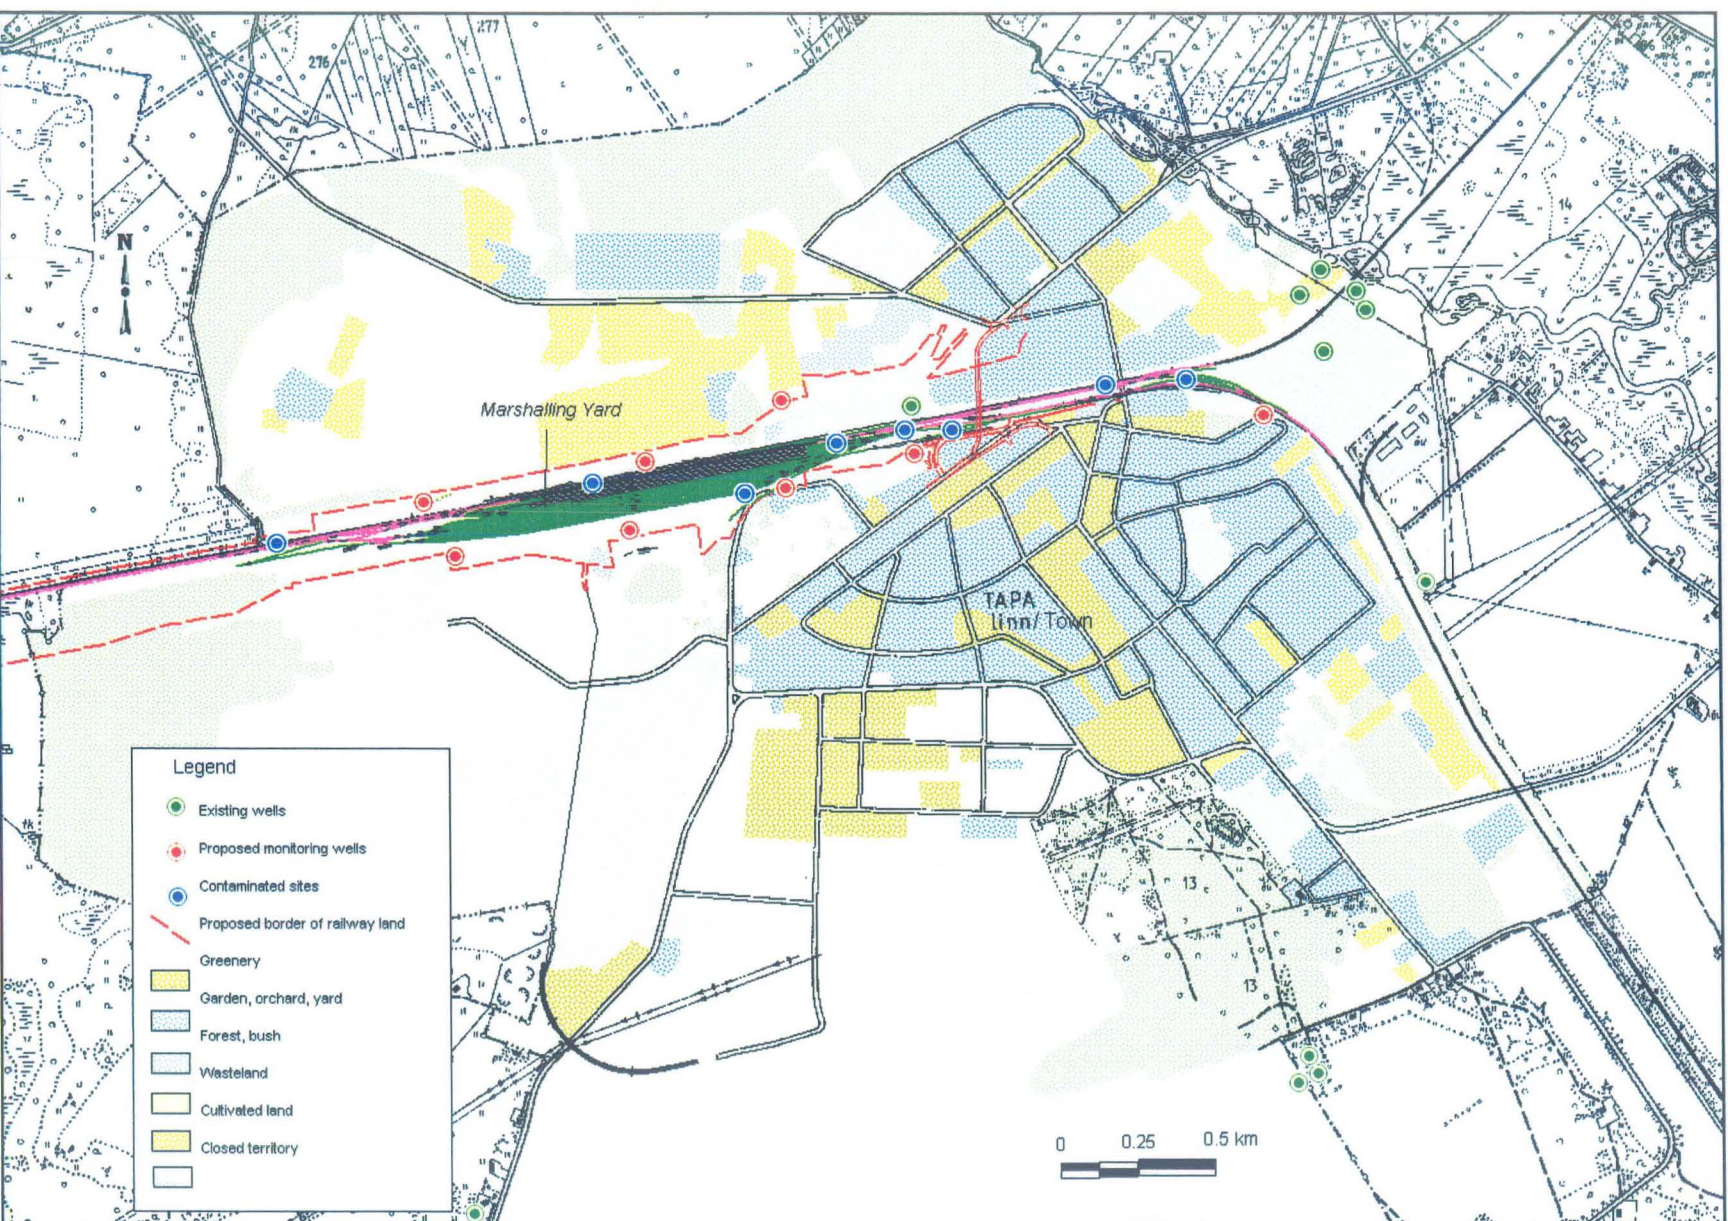 277
276
14
N
Marshalling Yard
TAPA
linn/Town
13
13
Legend
Existing wells
Proposed monitoring wells
Contaminated sites
Proposed border of railway land
Greenery
Garden, orchard, yard
Forest, bush
Wasteland
Cultivated land
Closed territory
0 0.25 0.5 km